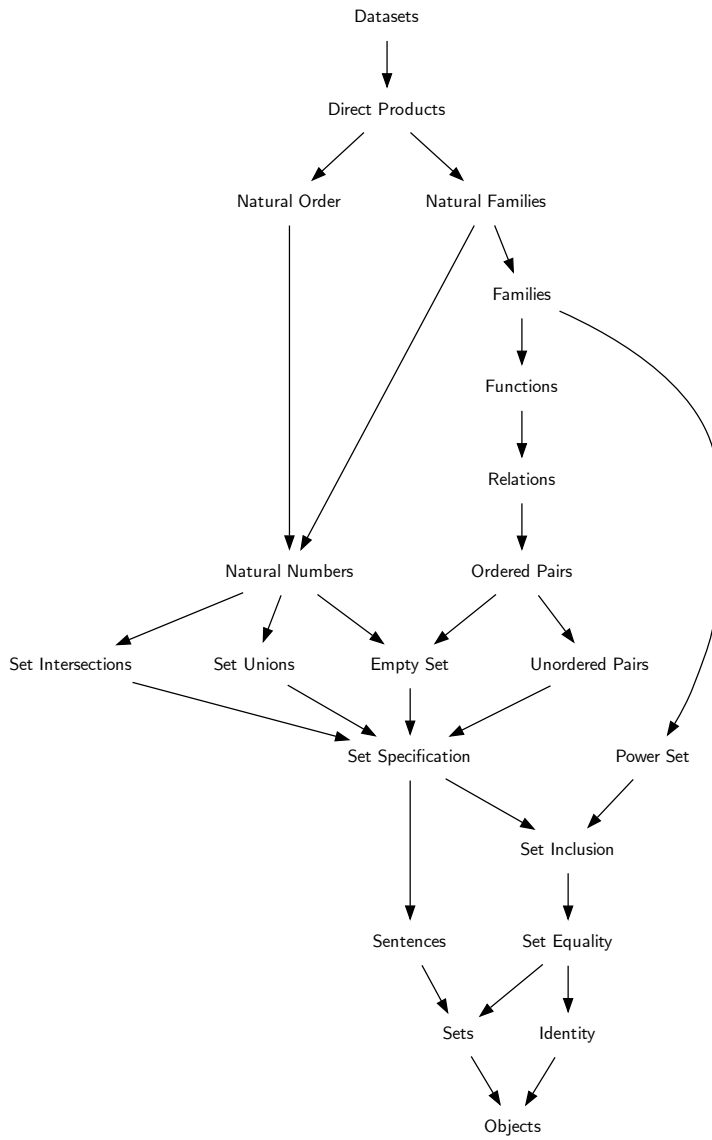 Datasets
Direct Products
Natural Order
Natural Families
Families
Functions
Relations
Natural Numbers
Ordered Pairs
Set Intersections
Set Unions
Empty Set
Unordered Pairs
Set Specification
Power Set
Set Inclusion
Sentences
Set Equality
Sets
Identity
Objects